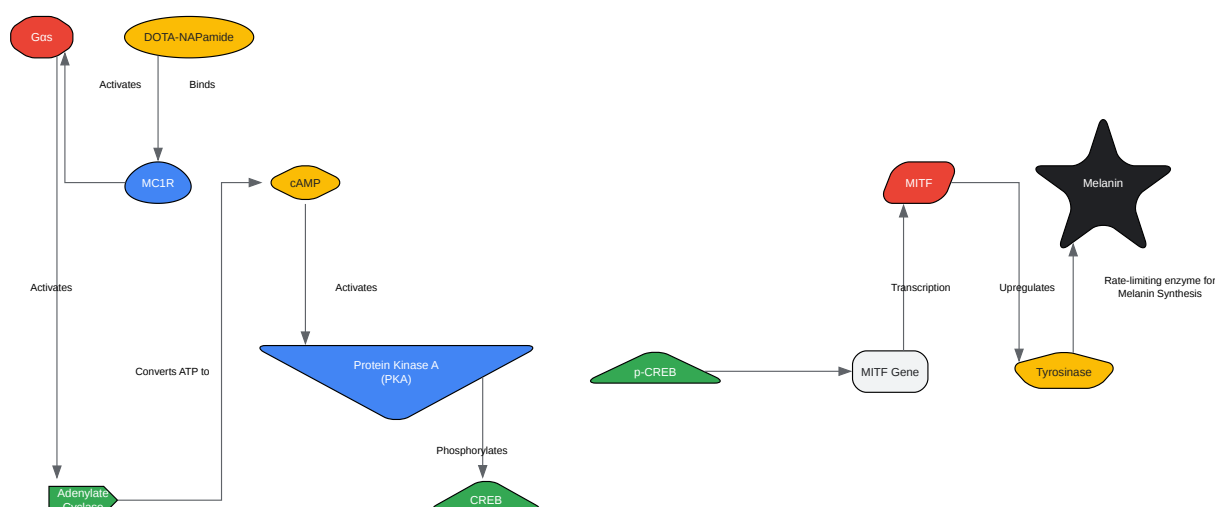 Gαs
DOTA-NAPamide
Activates
Binds
MC1R
cAMP
MITF
Melanin
Activates
Activates
Transcription
Upregulates
Rate-limiting enzyme for
Melanin Synthesis
Converts ATP to
Protein Kinase A
(PKA)
p-CREB
MITF Gene
Tyrosinase
Phosphorylates
Adenylate
Cyclase
CREB